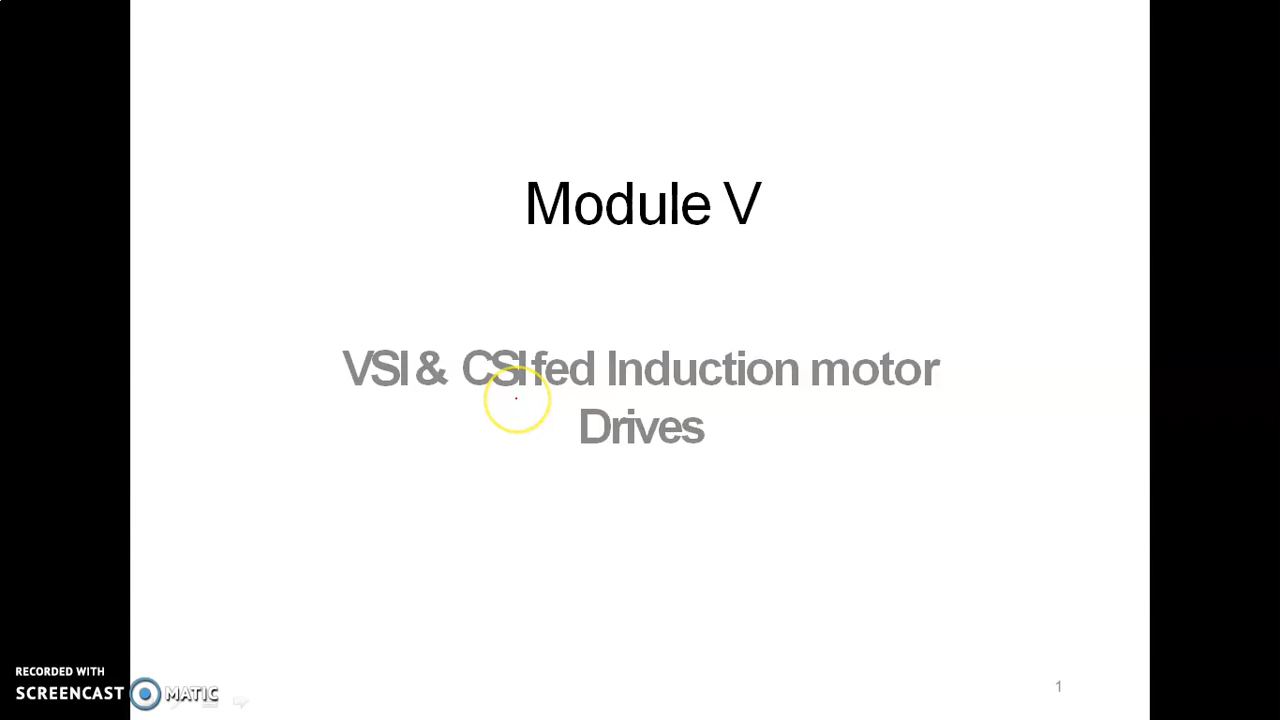 Module V
VSI & CSI fed Induction motor
Drives
RECORDED WITH
SCREENCAST MATIC
1